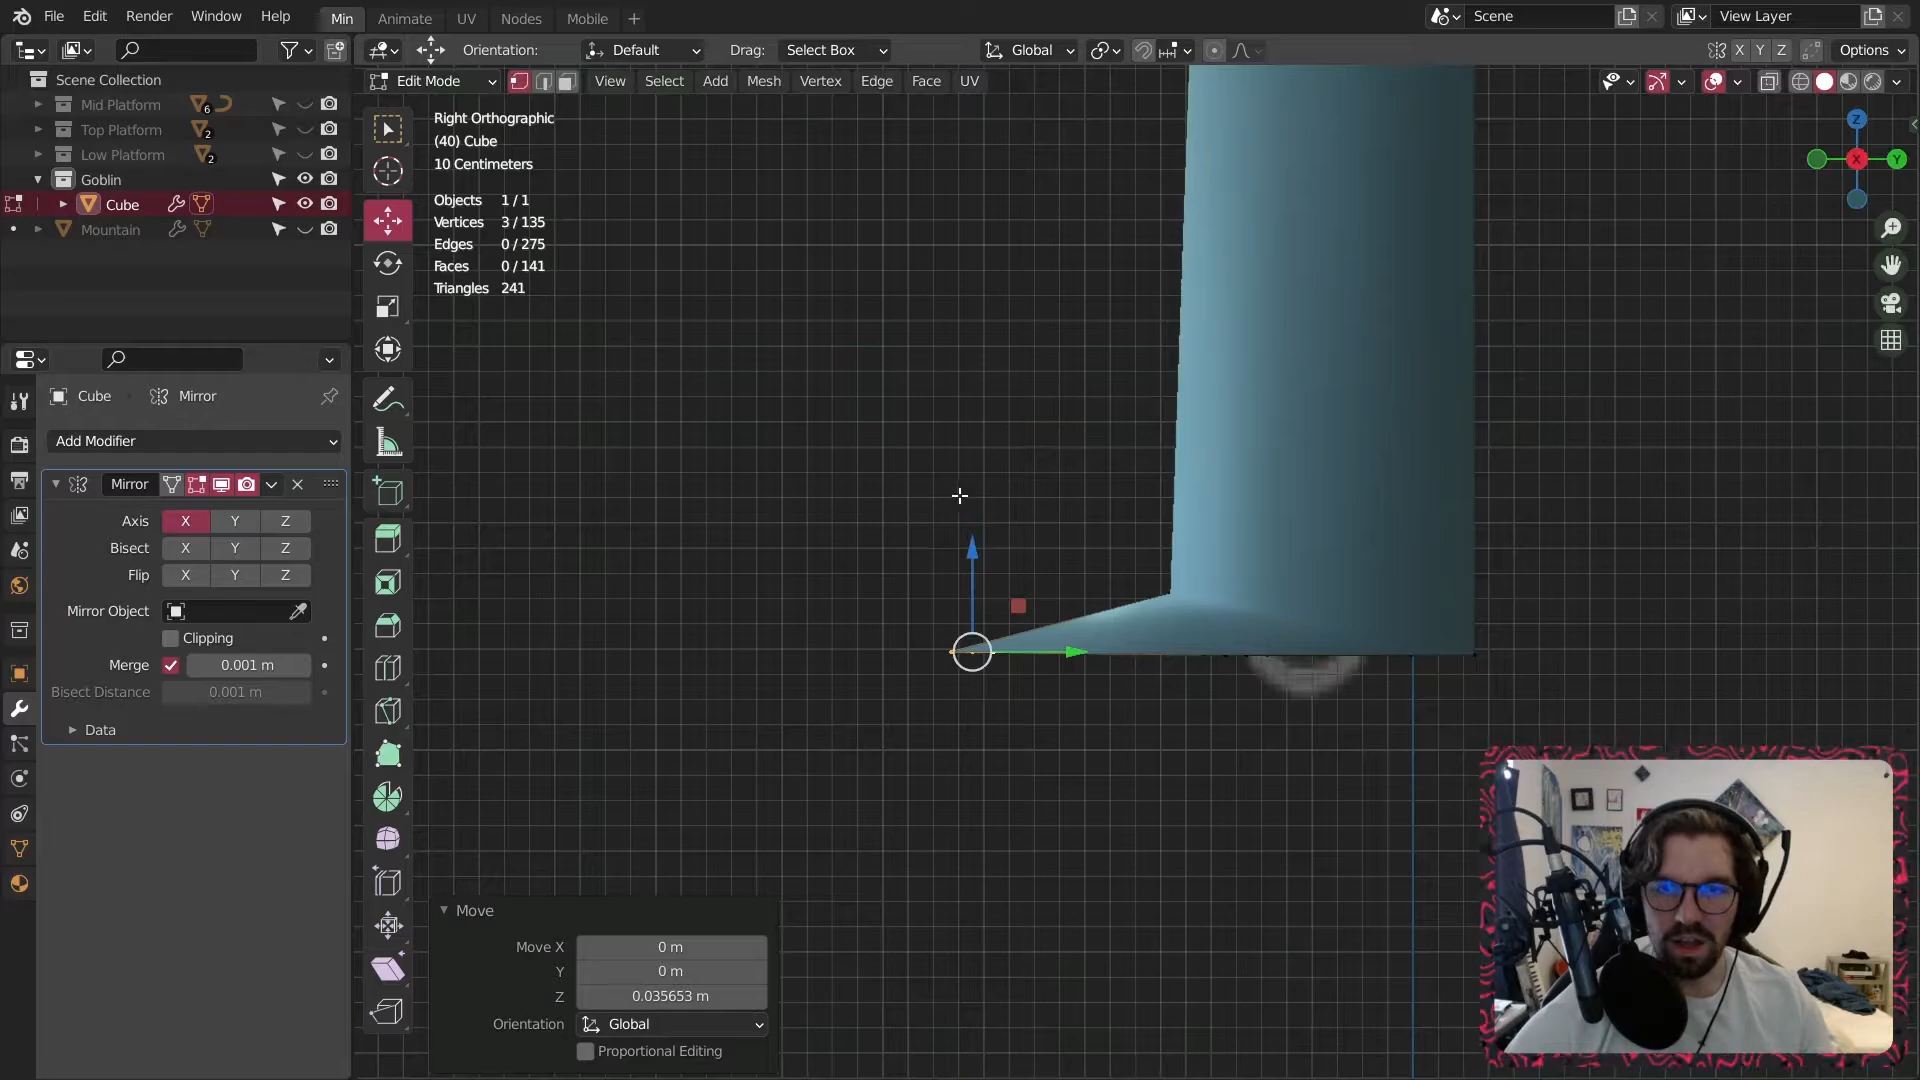 File Edit Render Window Help Min Animate UV Nodes Mobile Scene View Layer
Orientation: Default Drag: Select Box Global X Y Z Options
Scene Collection
Mid Platform 6
Top Platform 2
Low Platform 2
Goblin
Cube
Mountain
Edit Mode View Select Add Mesh Vertex Edge Face UV
Right Orthographic
(40) Cube
10 Centimeters
Objects 1 / 1
Vertices 3 / 135
Edges 0 / 275
Faces 0 / 141
Triangles 241
Z
X
Y
Cube Mirror
Add Modifier
Mirror
Axis X Y Z
Bisect X Y Z
Flip X Y Z
Mirror Object
Clipping
Merge 0.001 m
Bisect Distance 0.001 m
Data
Move
Move X 0 m
Y 0 m
Z 0.035653 m
Orientation Global
Proportional Editing